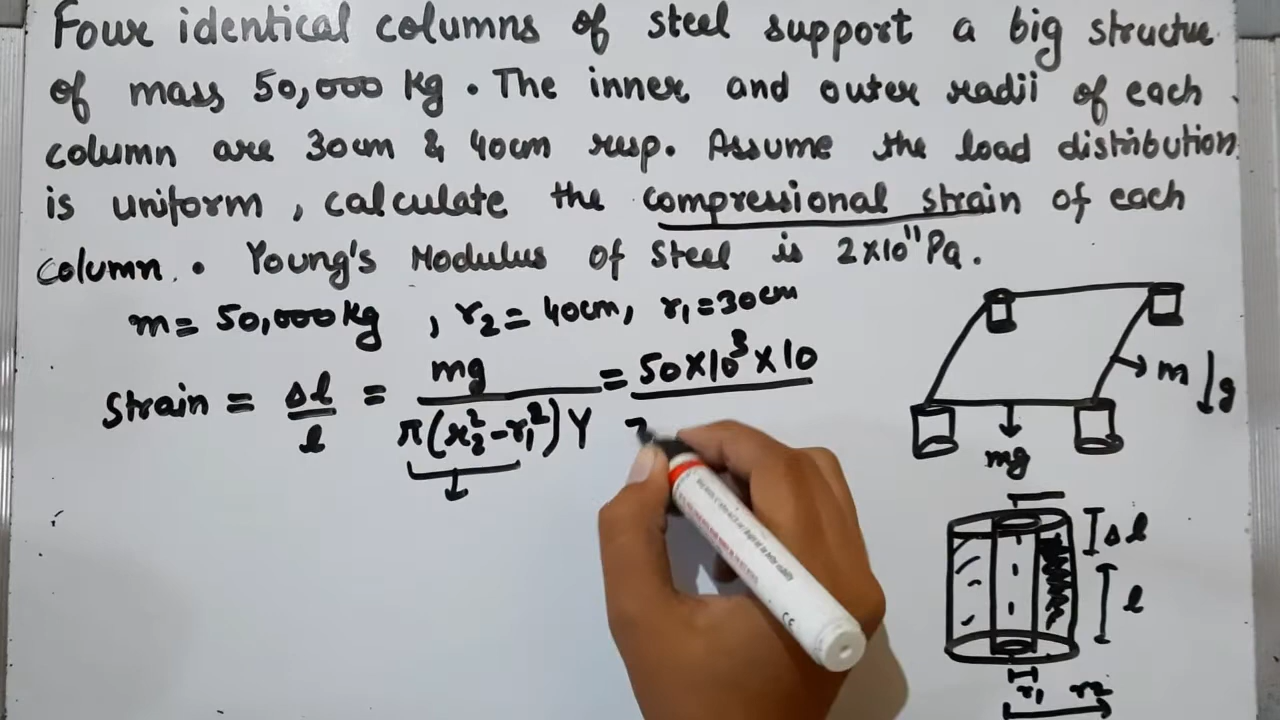 Four identical columns of steel support a big structue
of mass 50,000 kg. The inner and outer radii of each
column are 30cm & 40cm resp. Assume the load distribution
is uniform, calculate the compressional strain of each
column. Young's Modulus of Steel is 2×10¹¹ Pa.
m = 50,000 kg , r₂ = 40cm, r₁ = 30cm
Strain = Δl/l = mg/π(r₂²-r₁²)Y = 50×10³×10
m
g
mg
Δl
l
r₁ r₂